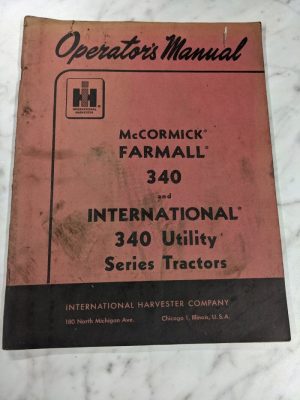 Operator's Manual
IH
INTERNATIONAL
HARVESTER
McCORMICK®
FARMALL®
340
and
INTERNATIONAL®
340 Utility
Series Tractors
INTERNATIONAL HARVESTER COMPANY
180 North Michigan Ave. Chicago 1, Illinois, U.S.A.